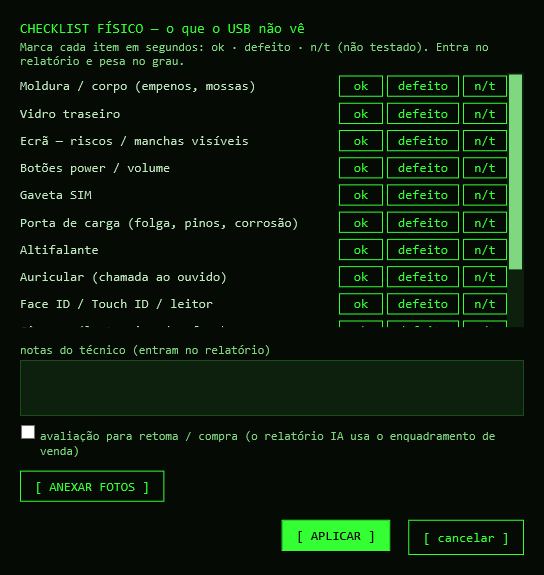 CHECKLIST FÍSICO — o que o USB não vê
Marca cada item em segundos: ok · defeito · n/t (não testado). Entra no
relatório e pesa no grau.
Moldura / corpo (empenos, mossas) ok defeito n/t
Vidro traseiro ok defeito n/t
Ecrã — riscos / manchas visíveis ok defeito n/t
Botões power / volume ok defeito n/t
Gaveta SIM ok defeito n/t
Porta de carga (folga, pinos, corrosão) ok defeito n/t
Altifalante ok defeito n/t
Auricular (chamada ao ouvido) ok defeito n/t
Face ID / Touch ID / leitor ok defeito n/t
notas do técnico (entram no relatório)
avaliação para retoma / compra (o relatório IA usa o enquadramento de
venda)
[ ANEXAR FOTOS ]
[ APLICAR ] [ cancelar ]